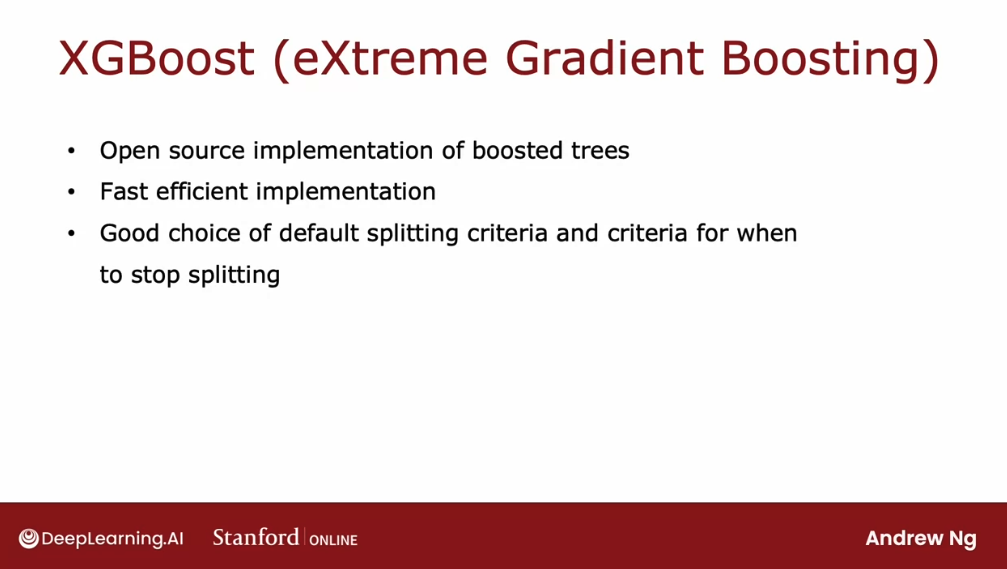 XGBoost (eXtreme Gradient Boosting)
• Open source implementation of boosted trees
• Fast efficient implementation
• Good choice of default splitting criteria and criteria for when
to stop splitting
DeepLearning.AI Stanford ONLINE Andrew Ng